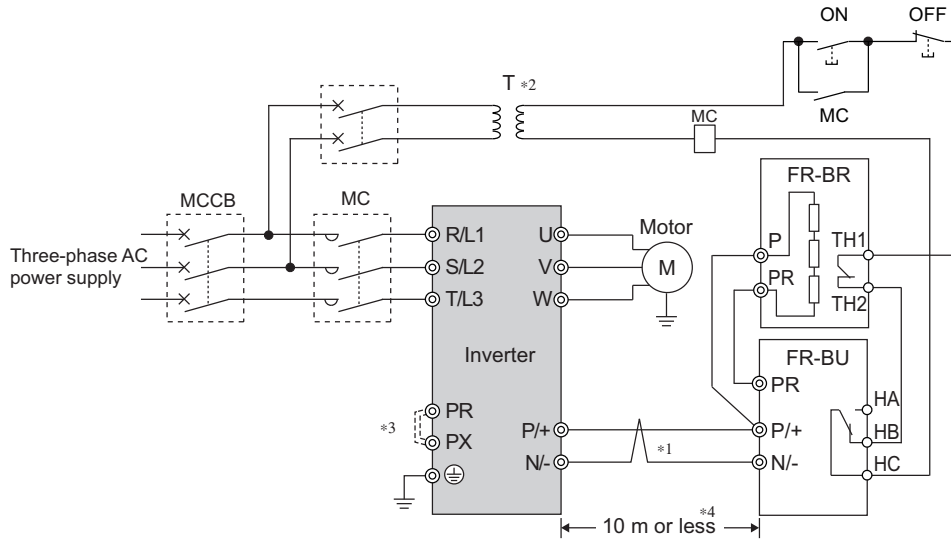 ON
OFF
T *2
MC
MC
FR-BR
MCCB
MC
R/L1
U
Motor
P
TH1
Three-phase AC
power supply
S/L2
V
M
PR
T/L3
W
TH2
Inverter
FR-BU
PR
HA
PR
*3
P/+
P/+
HB
PX
*1
N/-
N/-
HC
*4
10 m or less